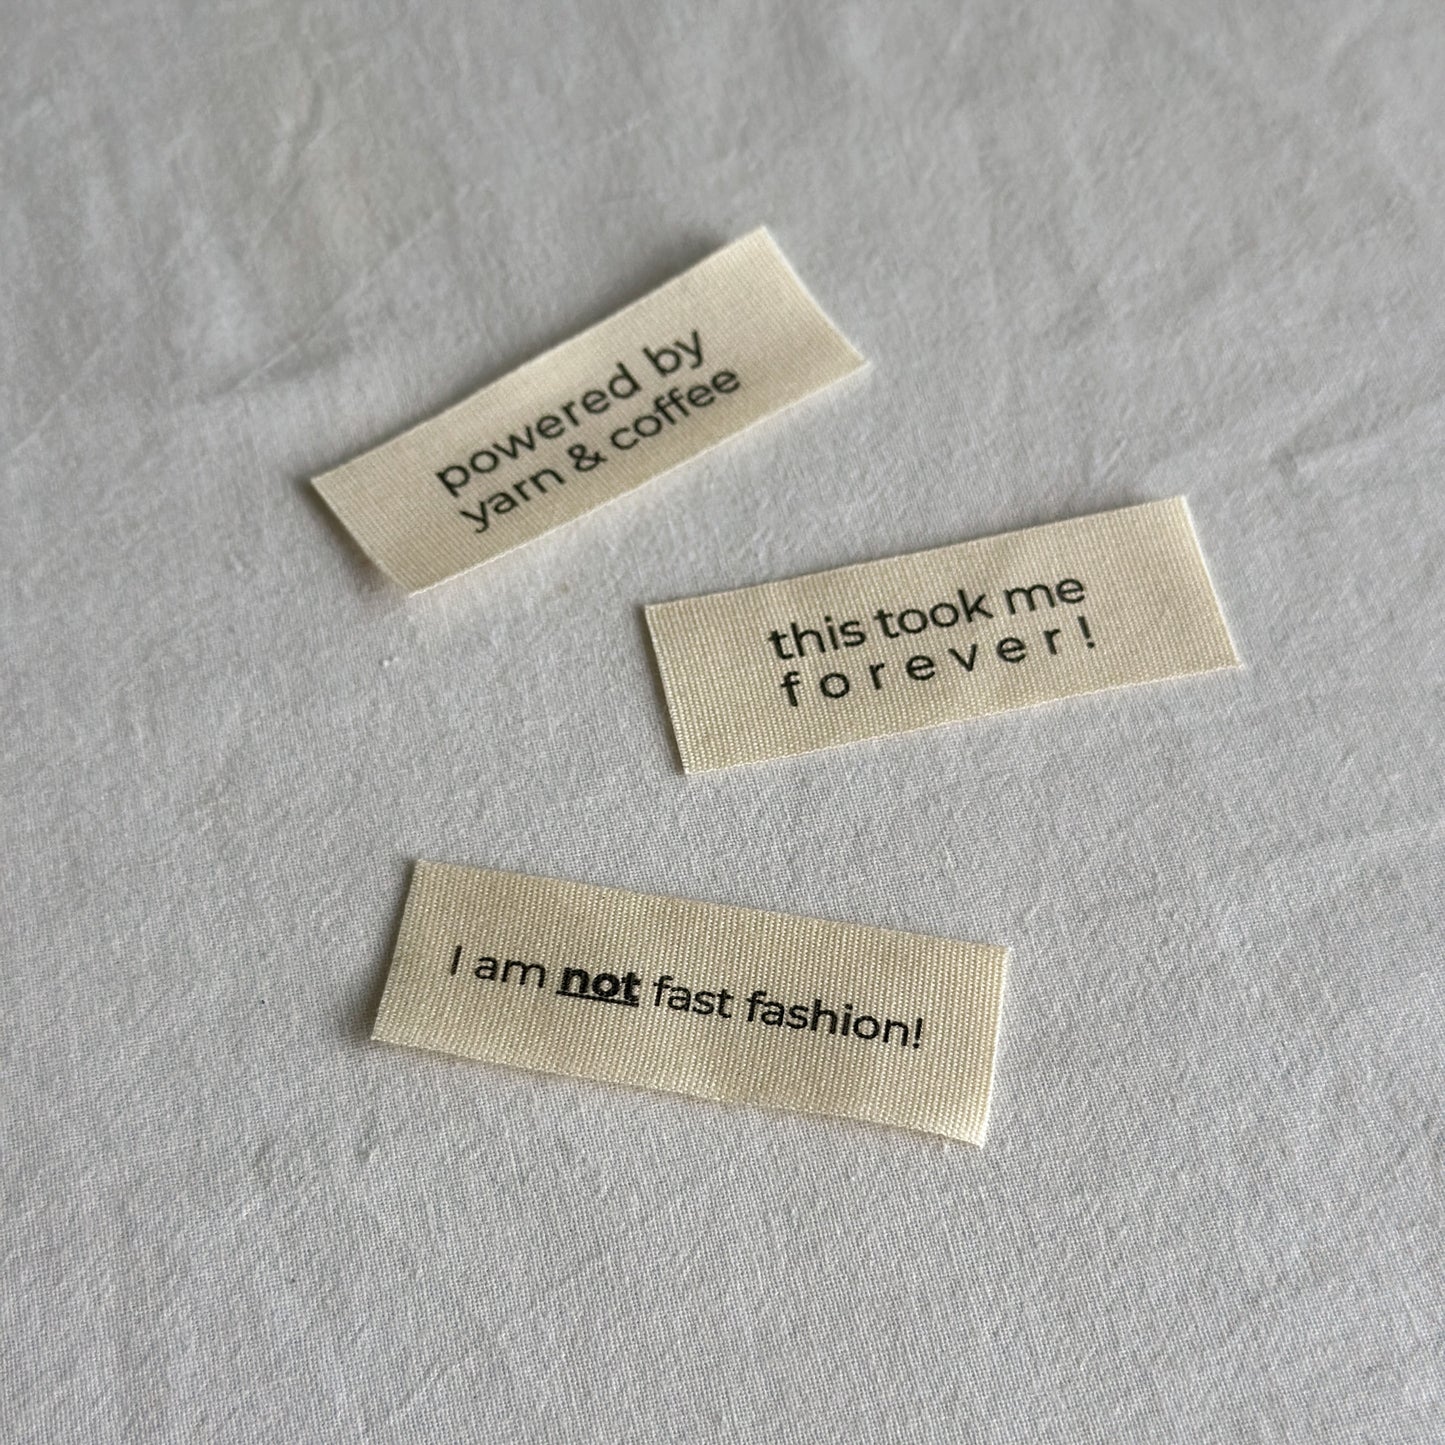 powered by
yarn & coffee
this took me
forever!
I am not fast fashion!